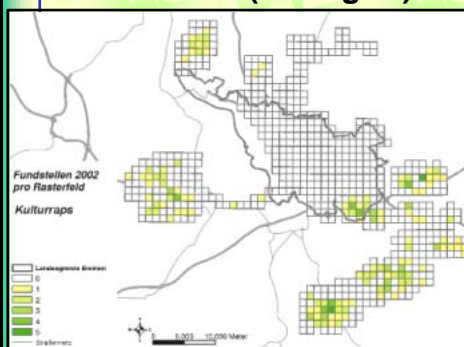 Fundstellen 2002
pro Rasterfeld
Kulturraps
Landesgrenze Bremen
0
1
2
3
4
5
Straßennetz
0 5,000 10,000 Meter